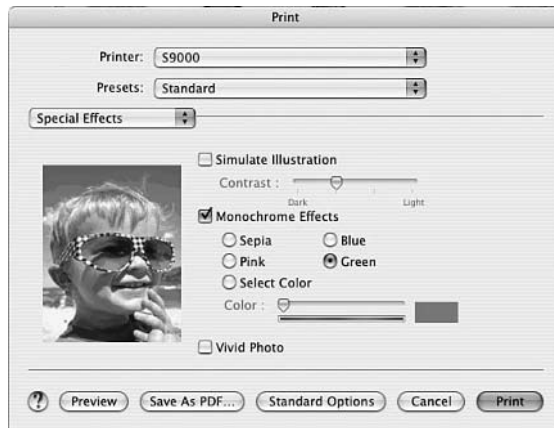 Print
Printer: S9000
Presets: Standard
Special Effects
Simulate Illustration
Contrast :
Dark Light
Monochrome Effects
Sepia Blue
Pink Green
Select Color
Color :
Vivid Photo
? Preview Save As PDF... Standard Options Cancel Print